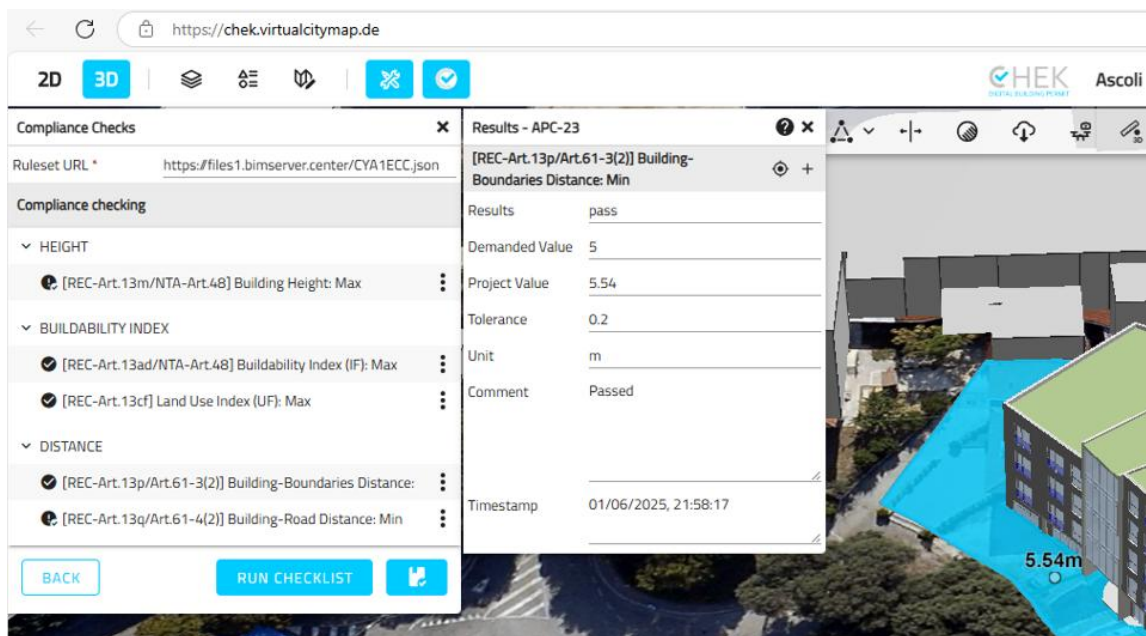 https://chek.virtualcitymap.de
2D 3D
CHEK
DIGITAL BUILDING PERMIT
Ascoli
Compliance Checks
Ruleset URL * https://files1.bimserver.center/CYA1ECC.json
Compliance checking
HEIGHT
[REC-Art.13m/NTA-Art.48] Building Height: Max
BUILDABILITY INDEX
[REC-Art.13ad/NTA-Art.48] Buildability Index (IF): Max
[REC-Art.13cf] Land Use Index (UF): Max
DISTANCE
[REC-Art.13p/Art.61-3(2)] Building-Boundaries Distance:
[REC-Art.13q/Art.61-4(2)] Building-Road Distance: Min
BACK
RUN CHECKLIST
Results - APC-23
[REC-Art.13p/Art.61-3(2)] Building-
Boundaries Distance: Min
Results pass
Demanded Value 5
Project Value 5.54
Tolerance 0.2
Unit m
Comment Passed
Timestamp 01/06/2025, 21:58:17
3D
5.54m